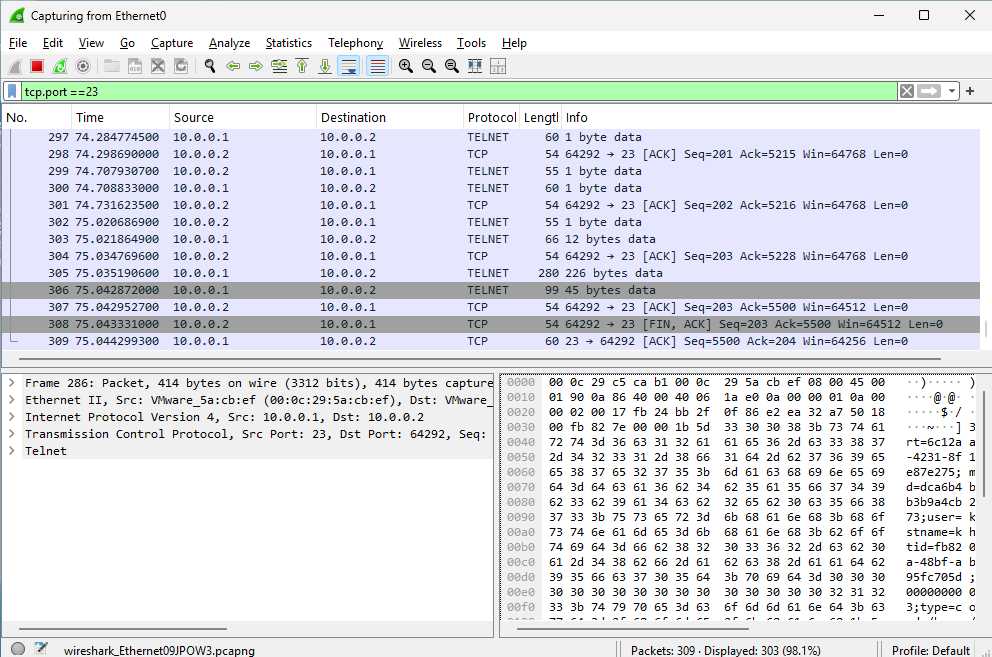 Capturing from Ethernet0
File Edit View Go Capture Analyze Statistics Telephony Wireless Tools Help
tcp.port ==23
No. Time Source Destination Protocol Lengtl Info
297 74.284774500 10.0.0.1 10.0.0.2 TELNET 60 1 byte data
298 74.298690000 10.0.0.2 10.0.0.1 TCP 54 64292 → 23 [ACK] Seq=201 Ack=5215 Win=64768 Len=0
299 74.707930700 10.0.0.2 10.0.0.1 TELNET 55 1 byte data
300 74.708833000 10.0.0.1 10.0.0.2 TELNET 60 1 byte data
301 74.731623500 10.0.0.2 10.0.0.1 TCP 54 64292 → 23 [ACK] Seq=202 Ack=5216 Win=64768 Len=0
302 75.020686900 10.0.0.2 10.0.0.1 TELNET 55 1 byte data
303 75.021864900 10.0.0.1 10.0.0.2 TELNET 66 12 bytes data
304 75.034769600 10.0.0.2 10.0.0.1 TCP 54 64292 → 23 [ACK] Seq=203 Ack=5228 Win=64768 Len=0
305 75.035190600 10.0.0.1 10.0.0.2 TELNET 280 226 bytes data
306 75.042872000 10.0.0.1 10.0.0.2 TELNET 99 45 bytes data
307 75.042952700 10.0.0.2 10.0.0.1 TCP 54 64292 → 23 [ACK] Seq=203 Ack=5500 Win=64512 Len=0
308 75.043331000 10.0.0.2 10.0.0.1 TCP 54 64292 → 23 [FIN, ACK] Seq=203 Ack=5500 Win=64512 Len=0
309 75.044299300 10.0.0.1 10.0.0.2 TCP 60 23 → 64292 [ACK] Seq=5500 Ack=204 Win=64256 Len=0
Frame 286: Packet, 414 bytes on wire (3312 bits), 414 bytes capture
Ethernet II, Src: VMware_5a:cb:ef (00:0c:29:5a:cb:ef), Dst: VMware_
Internet Protocol Version 4, Src: 10.0.0.1, Dst: 10.0.0.2
Transmission Control Protocol, Src Port: 23, Dst Port: 64292, Seq:
Telnet
0000 00 0c 29 c5 ca b1 00 0c 29 5a cb ef 08 00 45 00 ··)····· )
0010 01 90 0a 86 40 00 40 06 1a e0 0a 00 00 01 0a 00 ····@·@·
0020 00 02 00 17 fb 24 bb 2f 0f 86 e2 ea 32 a7 50 18 ·····$·/
0030 00 fb 82 7e 00 00 1b 5d 33 30 30 38 3b 73 74 61 ···~···] 3
0040 72 74 3d 36 63 31 32 61 61 65 36 2d 63 33 38 37 rt=6c12a a
0050 2d 34 32 33 31 2d 38 66 31 64 2d 62 37 36 39 65 -4231-8f 1
0060 65 38 37 65 32 37 35 3b 6d 61 63 68 69 6e 65 69 e87e275; m
0070 64 3d 64 63 61 36 62 34 62 35 61 35 66 37 34 39 d=dca6b4 b
0080 62 33 62 39 61 34 63 62 32 65 62 30 63 35 66 38 b3b9a4cb 2
0090 37 33 3b 75 73 65 72 3d 6b 68 61 6e 68 3b 68 6f 73;user= k
00a0 73 74 6e 61 6d 65 3d 6b 68 61 6e 68 3b 62 6f 6f stname=k h
00b0 74 69 64 3d 66 62 38 32 30 33 36 32 2d 63 62 30 tid=fb82 0
00c0 61 2d 34 38 62 66 2d 61 62 63 38 2d 61 61 64 62 a-48bf-a b
00d0 39 35 66 63 37 30 35 64 3b 70 69 64 3d 30 30 30 95fc705d ;
00e0 30 30 30 30 30 30 30 30 30 30 30 30 30 32 31 32 00000000 0
00f0 33 3b 74 79 70 65 3d 63 6f 6d 6d 61 6e 64 3b 63 3;type=c o
wireshark_Ethernet09JPOW3.pcapng
Packets: 309 · Displayed: 303 (98.1%)
Profile: Default